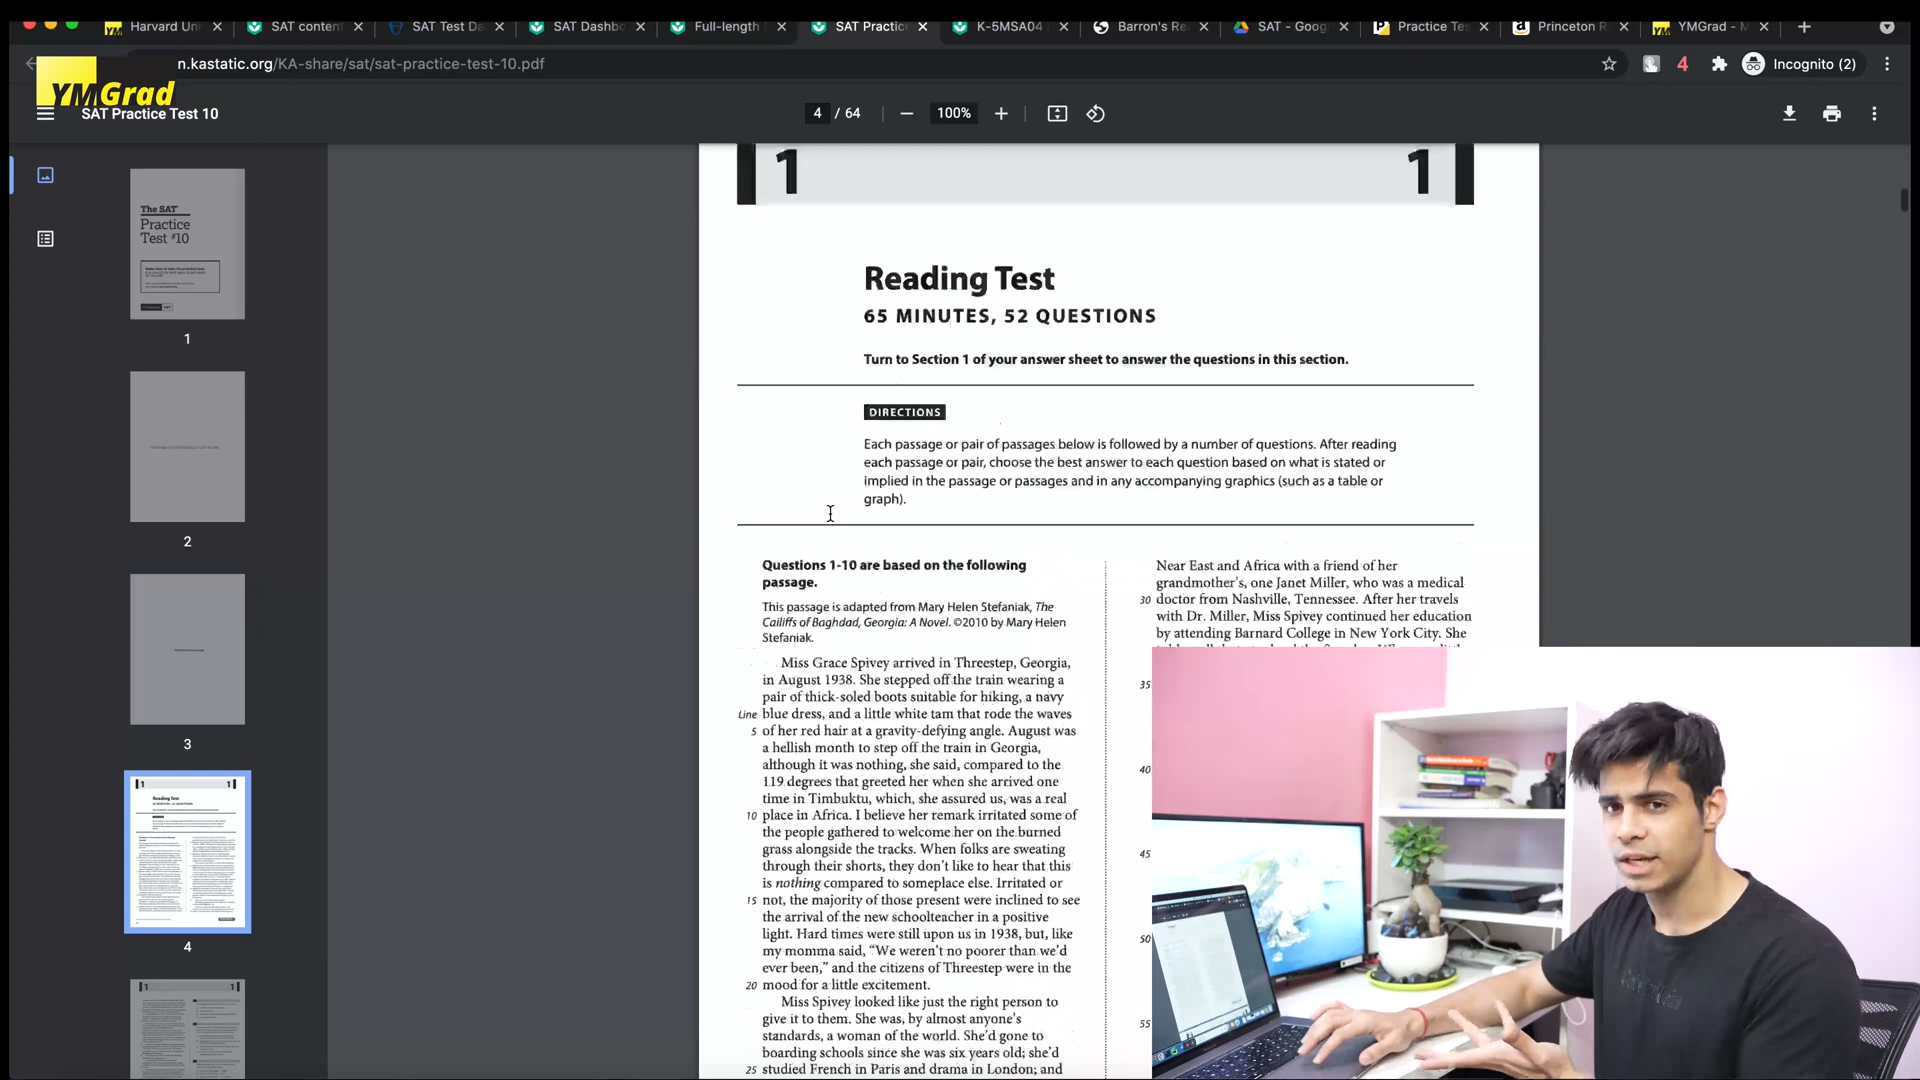 Harvard Un
SAT conten
SAT Test Da
SAT Dashbo
Full-length
SAT Practice
K-5MSA04
Barron's Re
SAT - Goog
Practice Tes
Princeton R
YMGrad - M
n.kastatic.org/KA-share/sat/sat-practice-test-10.pdf
4
Incognito (2)
YMGrad
SAT Practice Test 10
4 / 64
100%
The SAT
Practice
Test #10
1
2
3
1 1
Reading Test
4
1 1
1 1
Reading Test
65 MINUTES, 52 QUESTIONS
Turn to Section 1 of your answer sheet to answer the questions in this section.
DIRECTIONS
Each passage or pair of passages below is followed by a number of questions. After reading
each passage or pair, choose the best answer to each question based on what is stated or
implied in the passage or passages and in any accompanying graphics (such as a table or
graph).
Questions 1-10 are based on the following
passage.
This passage is adapted from Mary Helen Stefaniak, The
Cailiffs of Baghdad, Georgia: A Novel. ©2010 by Mary Helen
Stefaniak.
Miss Grace Spivey arrived in Threestep, Georgia,
in August 1938. She stepped off the train wearing a
pair of thick-soled boots suitable for hiking, a navy
Line blue dress, and a little white tam that rode the waves
5 of her red hair at a gravity-defying angle. August was
a hellish month to step off the train in Georgia,
although it was nothing, she said, compared to the
119 degrees that greeted her when she arrived one
time in Timbuktu, which, she assured us, was a real
10 place in Africa. I believe her remark irritated some of
the people gathered to welcome her on the burned
grass alongside the tracks. When folks are sweating
through their shorts, they don't like to hear that this
is nothing compared to someplace else. Irritated or
15 not, the majority of those present were inclined to see
the arrival of the new schoolteacher in a positive
light. Hard times were still upon us in 1938, but, like
my momma said, “We weren't no poorer than we'd
ever been,” and the citizens of Threestep were in the
20 mood for a little excitement.
Miss Spivey looked like just the right person to
give it to them. She was, by almost anyone's
standards, a woman of the world. She'd gone to
boarding schools since she was six years old; she'd
25 studied French in Paris and drama in London; and
Near East and Africa with a friend of her
grandmother's, one Janet Miller, who was a medical
30 doctor from Nashville, Tennessee. After her travels
with Dr. Miller, Miss Spivey continued her education
by attending Barnard College in New York City. She
35
40
45
50
55